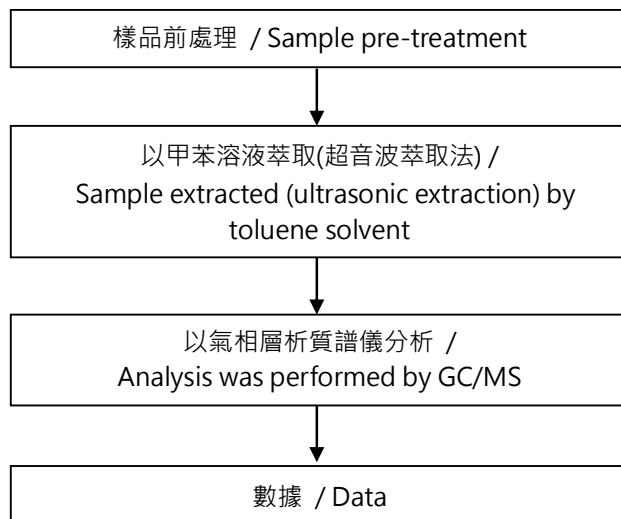 樣品前處理 / Sample pre-treatment
以甲苯溶液萃取(超音波萃取法) /
Sample extracted (ultrasonic extraction) by
toluene solvent
以氣相層析質譜儀分析 /
Analysis was performed by GC/MS
數據 / Data